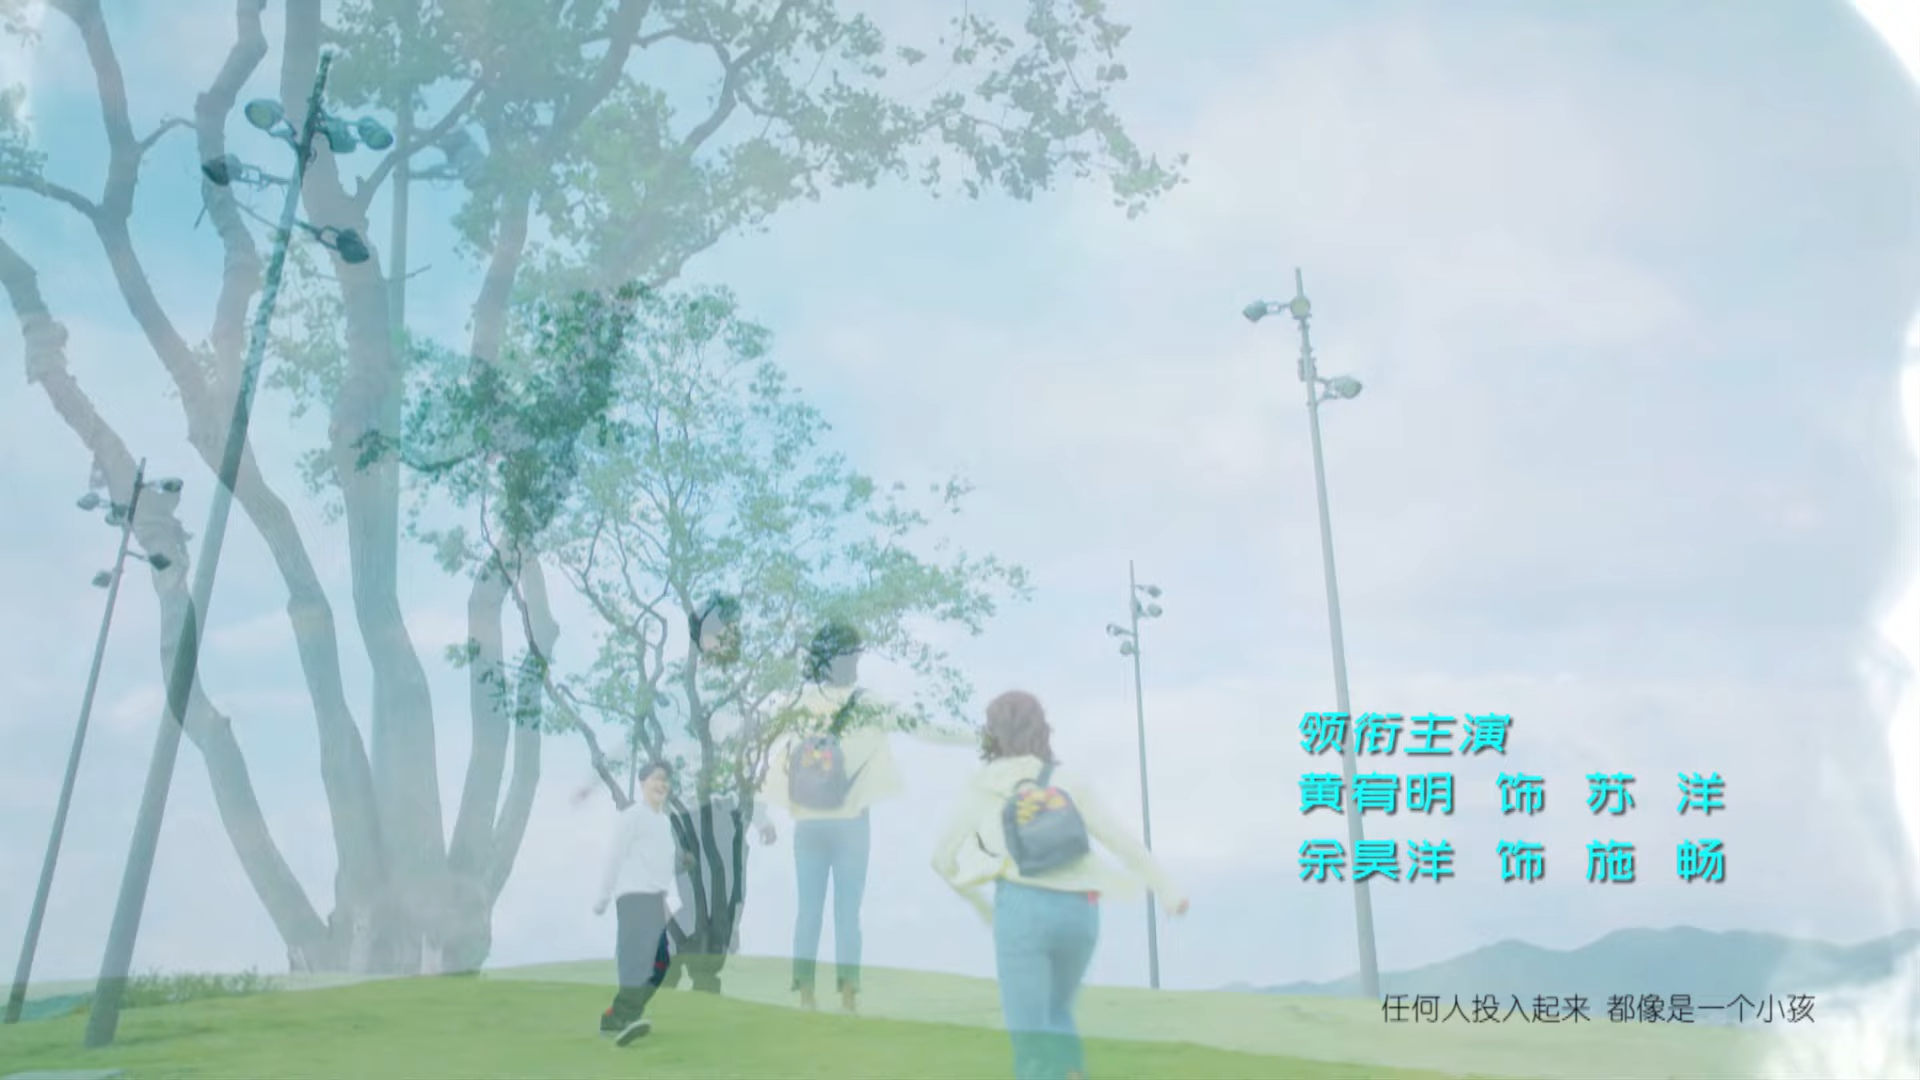 领衔主演
黄宥明 饰 苏 洋
余昊洋 饰 施 畅
任何人投入起来 都像是一个小孩